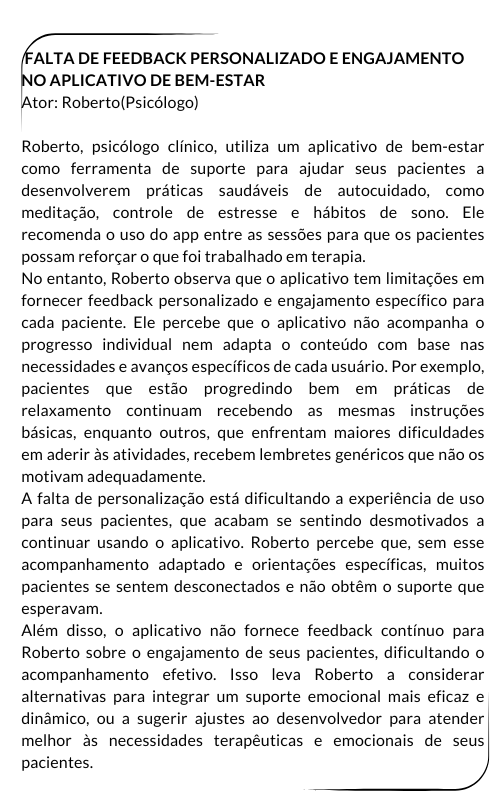 FALTA DE FEEDBACK PERSONALIZADO E ENGAJAMENTO
NO APLICATIVO DE BEM-ESTAR
Ator: Roberto(Psicólogo)
Roberto, psicólogo clínico, utiliza um aplicativo de bem-estar
como ferramenta de suporte para ajudar seus pacientes a
desenvolverem práticas saudáveis de autocuidado, como
meditação, controle de estresse e hábitos de sono. Ele
recomenda o uso do app entre as sessões para que os pacientes
possam reforçar o que foi trabalhado em terapia.
No entanto, Roberto observa que o aplicativo tem limitações em
fornecer feedback personalizado e engajamento específico para
cada paciente. Ele percebe que o aplicativo não acompanha o
progresso individual nem adapta o conteúdo com base nas
necessidades e avanços específicos de cada usuário. Por exemplo,
pacientes que estão progredindo bem em práticas de
relaxamento continuam recebendo as mesmas instruções
básicas, enquanto outros, que enfrentam maiores dificuldades
em aderir às atividades, recebem lembretes genéricos que não os
motivam adequadamente.
A falta de personalização está dificultando a experiência de uso
para seus pacientes, que acabam se sentindo desmotivados a
continuar usando o aplicativo. Roberto percebe que, sem esse
acompanhamento adaptado e orientações específicas, muitos
pacientes se sentem desconectados e não obtêm o suporte que
esperavam.
Além disso, o aplicativo não fornece feedback contínuo para
Roberto sobre o engajamento de seus pacientes, dificultando o
acompanhamento efetivo. Isso leva Roberto a considerar
alternativas para integrar um suporte emocional mais eficaz e
dinâmico, ou a sugerir ajustes ao desenvolvedor para atender
melhor às necessidades terapêuticas e emocionais de seus
pacientes.